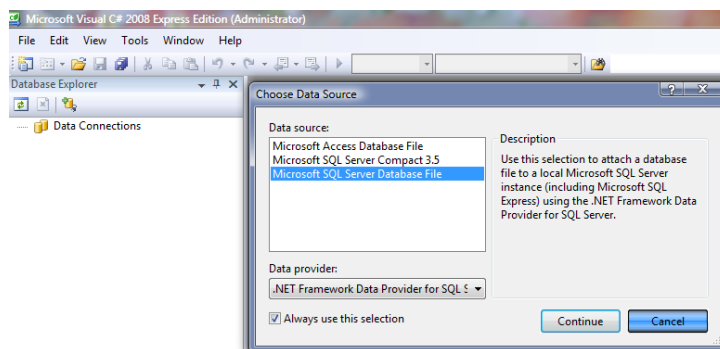 Microsoft Visual C# 2008 Express Edition (Administrator)
File Edit View Tools Window Help
Database Explorer
Data Connections
Choose Data Source
Data source:
Microsoft Access Database File
Microsoft SQL Server Compact 3.5
Microsoft SQL Server Database File
Description
Use this selection to attach a database
file to a local Microsoft SQL Server
instance (including Microsoft SQL
Express) using the .NET Framework Data
Provider for SQL Server.
Data provider:
.NET Framework Data Provider for SQL S
Always use this selection
Continue
Cancel